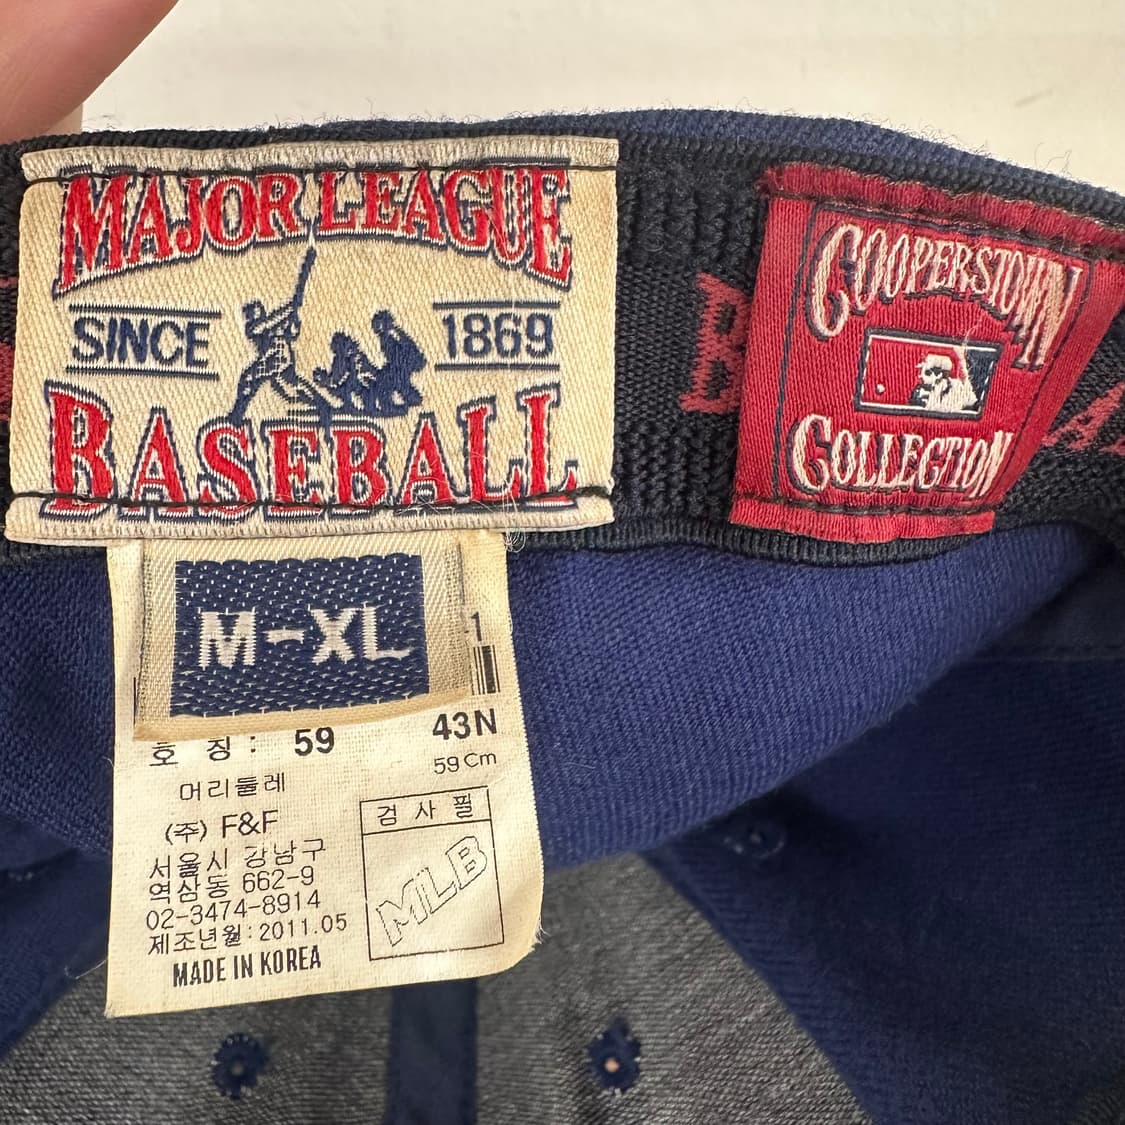 MAJOR LEAGUE
SINCE 1869
BASEBALL
COOPERSTOWN
COLLECTION
M-XL
1
호 칭 : 59 43N
머리둘레 59Cm
(주) F&F
서울시 강남구
역삼동 662-9
02-3474-8914
제조년월:2011.05
MADE IN KOREA
검 사 필
MLB